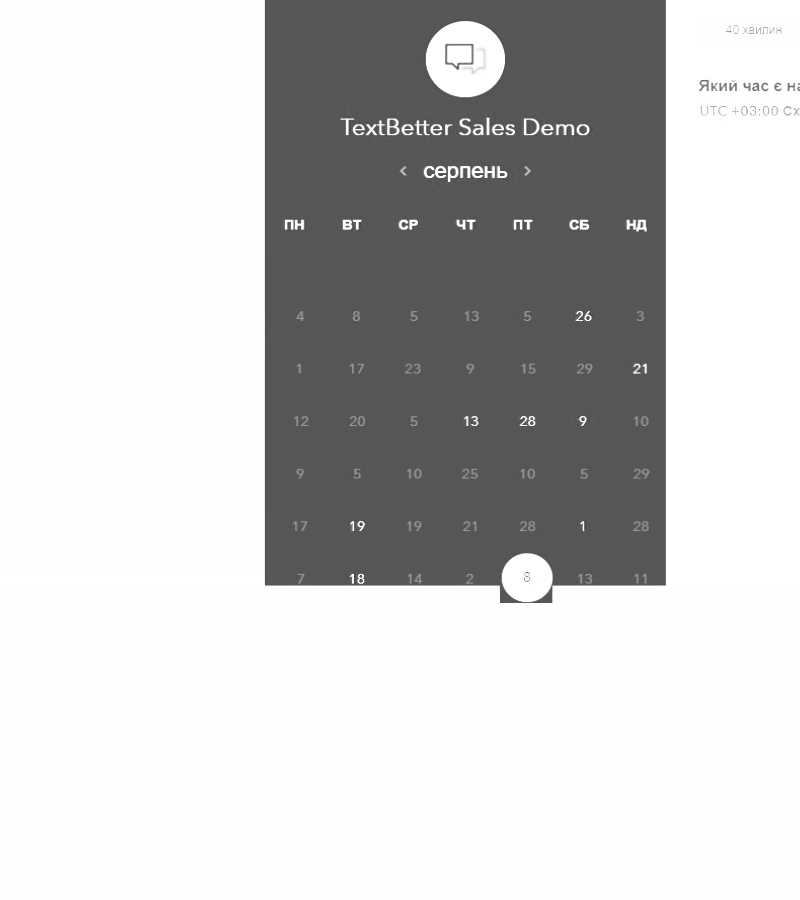 40 хвилин
TextBetter Sales Demo
Який час є
UTC +03:00
‹ серпень ›
ПН ВТ СР ЧТ ПТ СБ НД
4 8 5 13 5 26 3
1 17 23 9 15 29 21
12 20 5 13 28 9 10
9 5 10 25 10 5 29
17 19 19 21 28 1 28
7 18 14 2 8 13 11